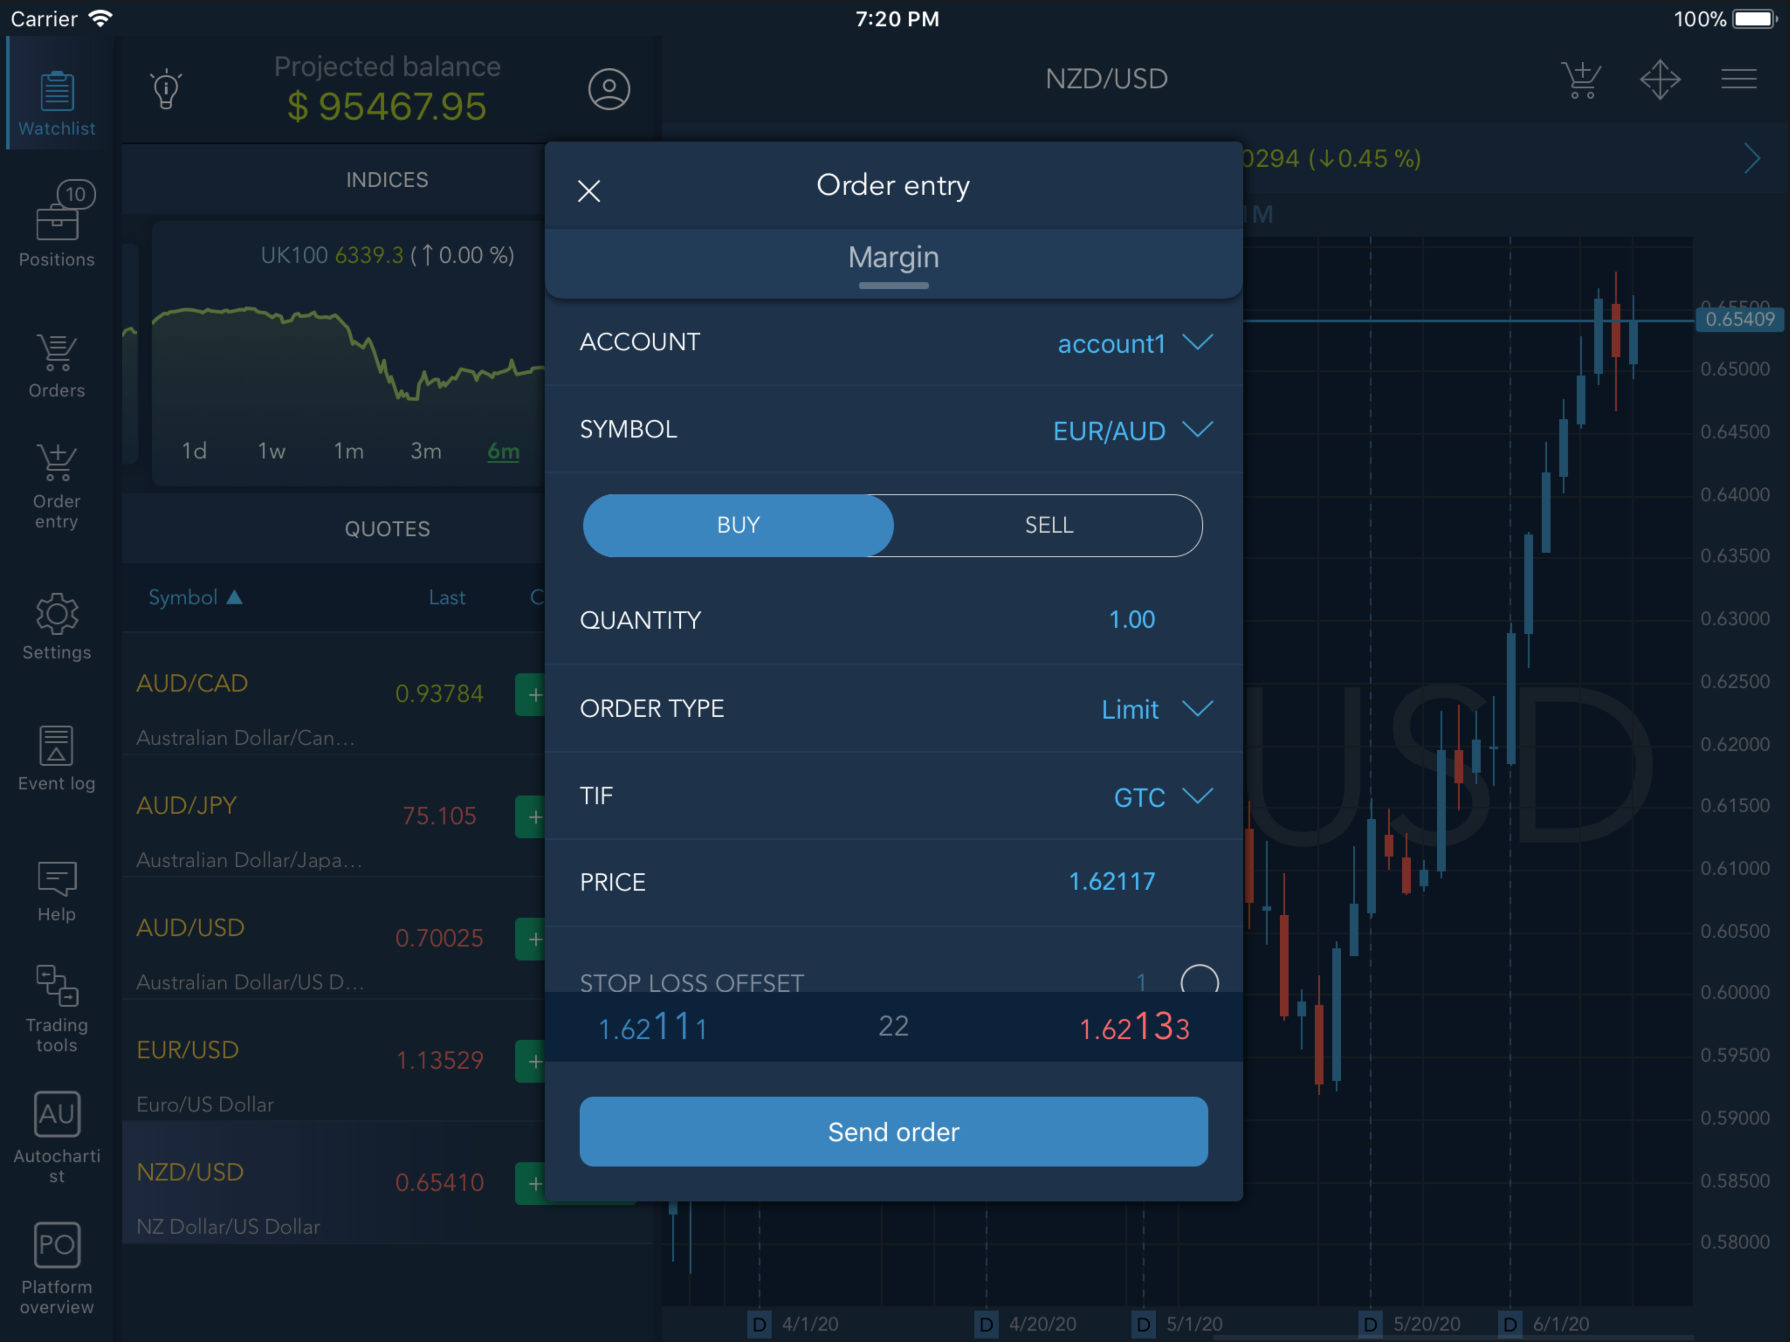 Carrier
7:20 PM
100%
Watchlist
10
Positions
Orders
Order
entry
Settings
Event log
Help
Trading
tools
AU
Autocharti
st
PO
Platform
overview
Projected balance
$ 95467.95
INDICES
UK100 6339.3 (↑0.00 %)
1d 1w 1m 3m 6m
QUOTES
Symbol ▲ Last C
AUD/CAD
0.93784
+
Australian Dollar/Can...
AUD/JPY
75.105
+
Australian Dollar/Japa...
AUD/USD
0.70025
+
Australian Dollar/US D...
EUR/USD
1.13529
+
Euro/US Dollar
NZD/USD
0.65410
+
NZ Dollar/US Dollar
Order entry
Margin
ACCOUNT account1
SYMBOL EUR/AUD
BUY SELL
QUANTITY 1.00
ORDER TYPE Limit
TIF GTC
PRICE 1.62117
STOP LOSS OFFSET 1
1.62111 22 1.62133
Send order
NZD/USD
0294 (↓0.45 %)
M
USD
0.65500
0.65409
0.65000
0.64500
0.64000
0.63500
0.63000
0.62500
0.62000
0.61500
0.61000
0.60500
0.60000
0.59500
0.59000
0.58500
0.58000
D 4/1/20 D 4/20/20 D 5/1/20 D 5/20/20 D 6/1/20